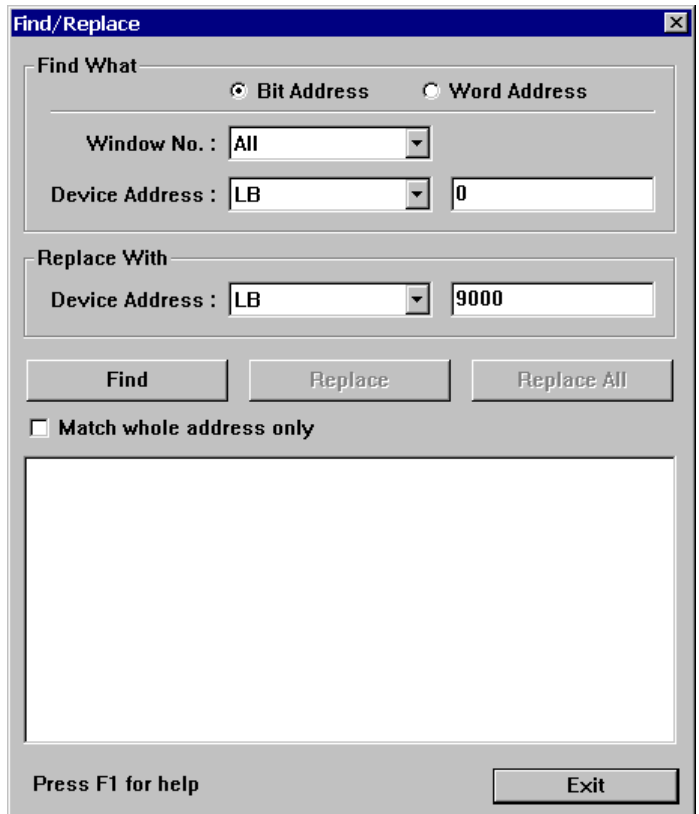 Find/Replace
Find What
Bit Address Word Address
Window No. : All
Device Address : LB 0
Replace With
Device Address : LB 9000
Find Replace Replace All
Match whole address only
Press F1 for help Exit